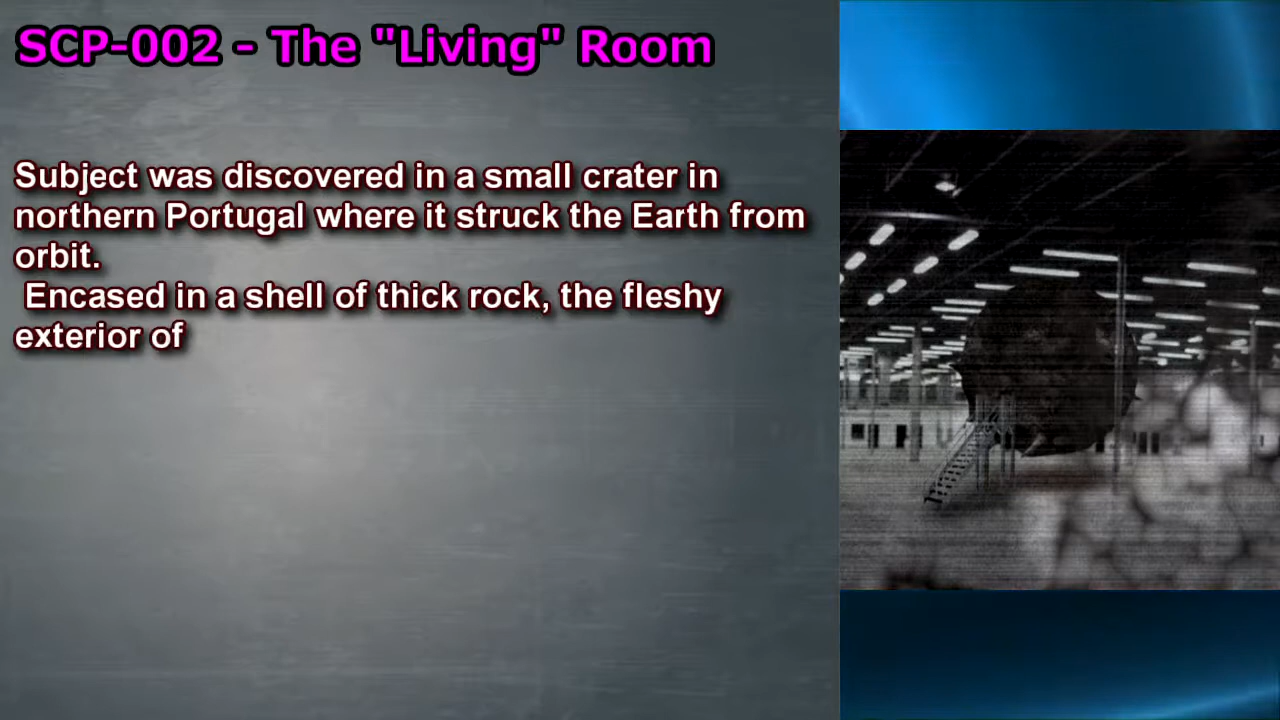 SCP-002 - The "Living" Room
Subject was discovered in a small crater in
northern Portugal where it struck the Earth from
orbit.
Encased in a shell of thick rock, the fleshy
exterior of